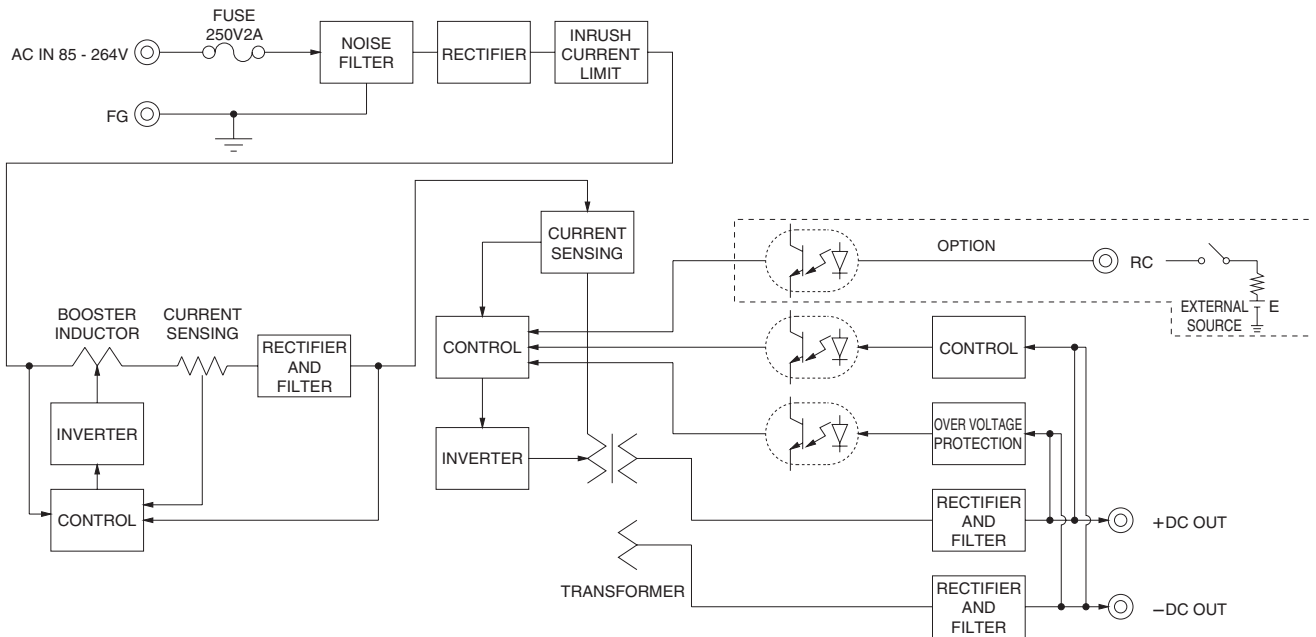 FUSE
250V2A
AC IN 85 - 264V
NOISE
FILTER
RECTIFIER
INRUSH
CURRENT
LIMIT
FG
CURRENT
SENSING
OPTION
RC
EXTERNAL
SOURCE
E
BOOSTER
INDUCTOR
CURRENT
SENSING
RECTIFIER
AND
FILTER
CONTROL
CONTROL
INVERTER
OVER VOLTAGE
PROTECTION
INVERTER
CONTROL
RECTIFIER
AND
FILTER
+DC OUT
TRANSFORMER
RECTIFIER
AND
FILTER
−DC OUT